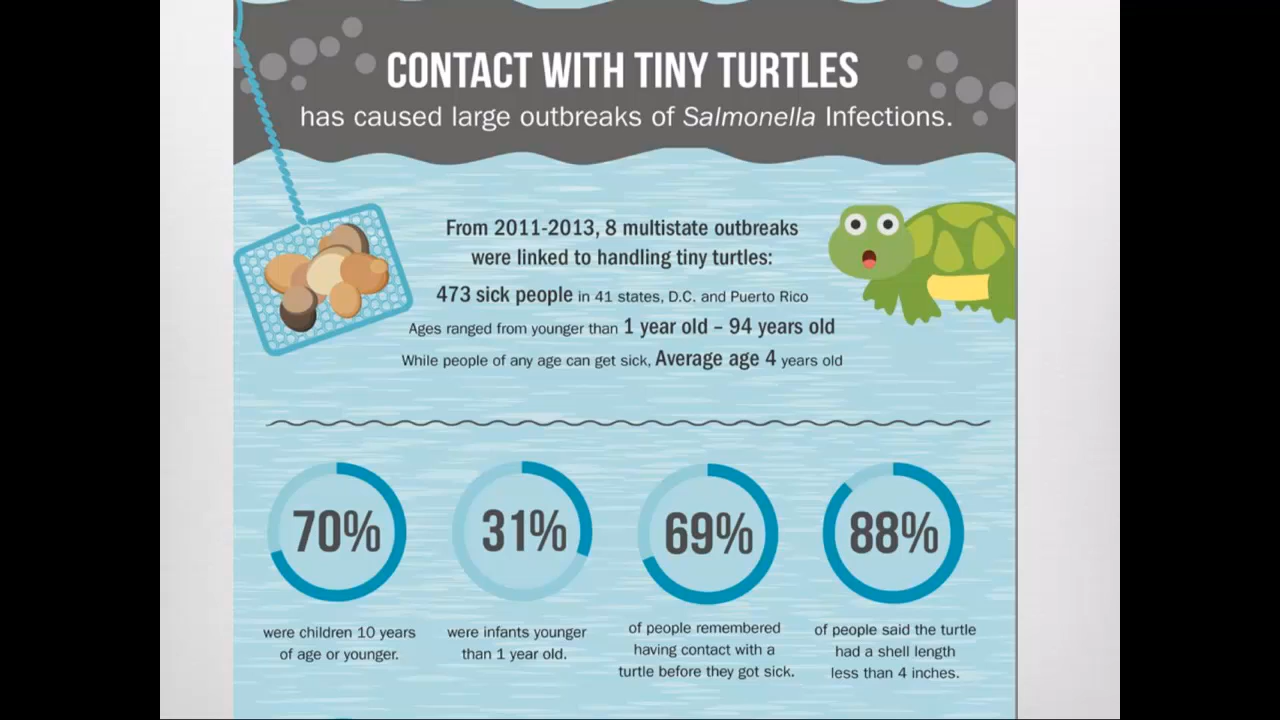 CONTACT WITH TINY TURTLES
has caused large outbreaks of Salmonella Infections.
From 2011-2013, 8 multistate outbreaks
were linked to handling tiny turtles:
473 sick people in 41 states, D.C. and Puerto Rico
Ages ranged from younger than 1 year old – 94 years old
While people of any age can get sick, Average age 4 years old
70%
were children 10 years
of age or younger.
31%
were infants younger
than 1 year old.
69%
of people remembered
having contact with a
turtle before they got sick.
88%
of people said the turtle
had a shell length
less than 4 inches.